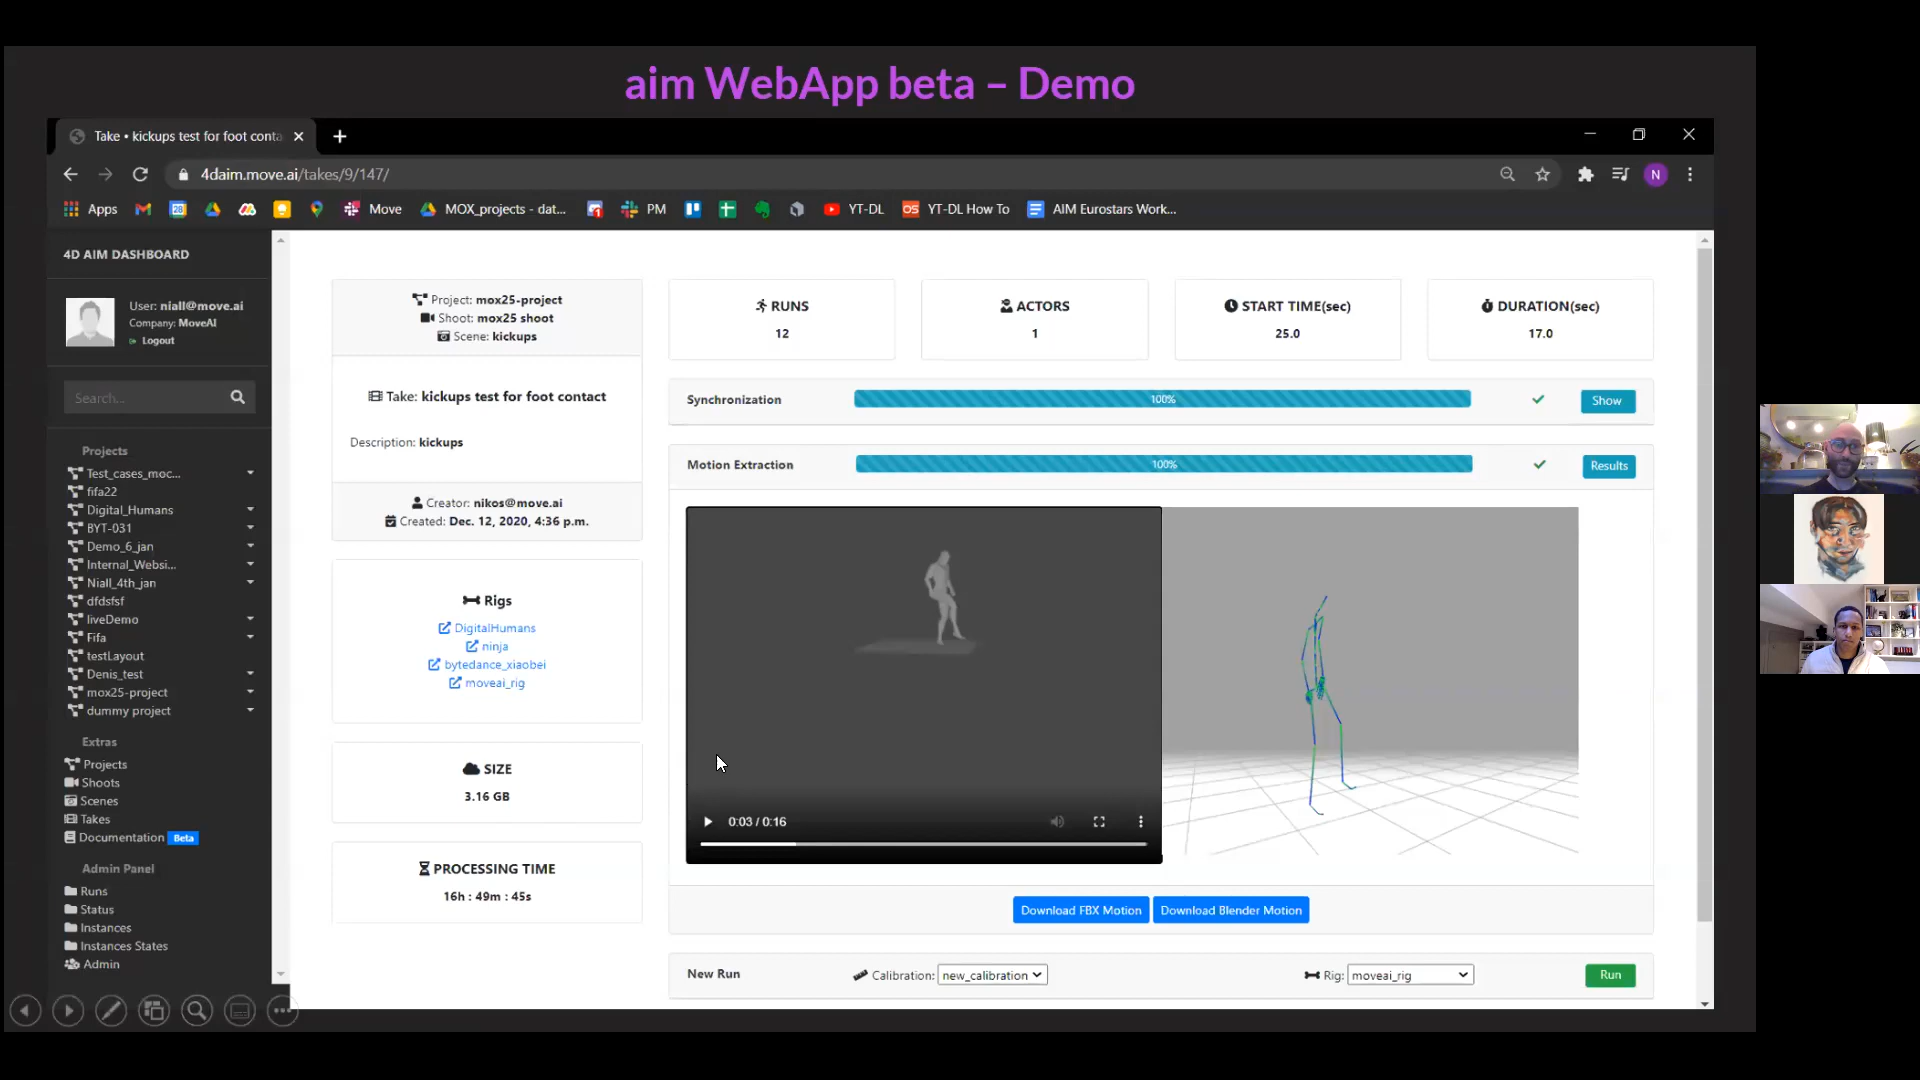 aim WebApp beta – Demo
Take • kickups test for foot conta
4daim.move.ai/takes/9/147/
N
Apps
Move
MOX_projects - dat...
PM
YT-DL
OS
YT-DL How To
AIM Eurostars Work...
4D AIM DASHBOARD
User: niall@move.ai
Company: MoveAI
Logout
Search...
Projects
Test_cases_moc...
fifa22
Digital_Humans
BYT-031
Demo_6_jan
Internal_Websi...
Niall_4th_jan
dfdsfsf
liveDemo
Fifa
testLayout
Denis_test
mox25-project
dummy project
Extras
Projects
Shoots
Scenes
Takes
Documentation Beta
Admin Panel
Runs
Status
Instances
Instances States
Admin
Project: mox25-project
Shoot: mox25 shoot
Scene: kickups
Take: kickups test for foot contact
Description: kickups
Creator: nikos@move.ai
Created: Dec. 12, 2020, 4:36 p.m.
Rigs
DigitalHumans
ninja
bytedance_xiaobei
moveai_rig
SIZE
3.16 GB
PROCESSING TIME
16h : 49m : 45s
RUNS
12
ACTORS
1
START TIME(sec)
25.0
DURATION(sec)
17.0
Synchronization
100%
Show
Motion Extraction
100%
Results
0:03 / 0:16
Download FBX Motion
Download Blender Motion
New Run
Calibration: new_calibration
Rig: moveai_rig
Run